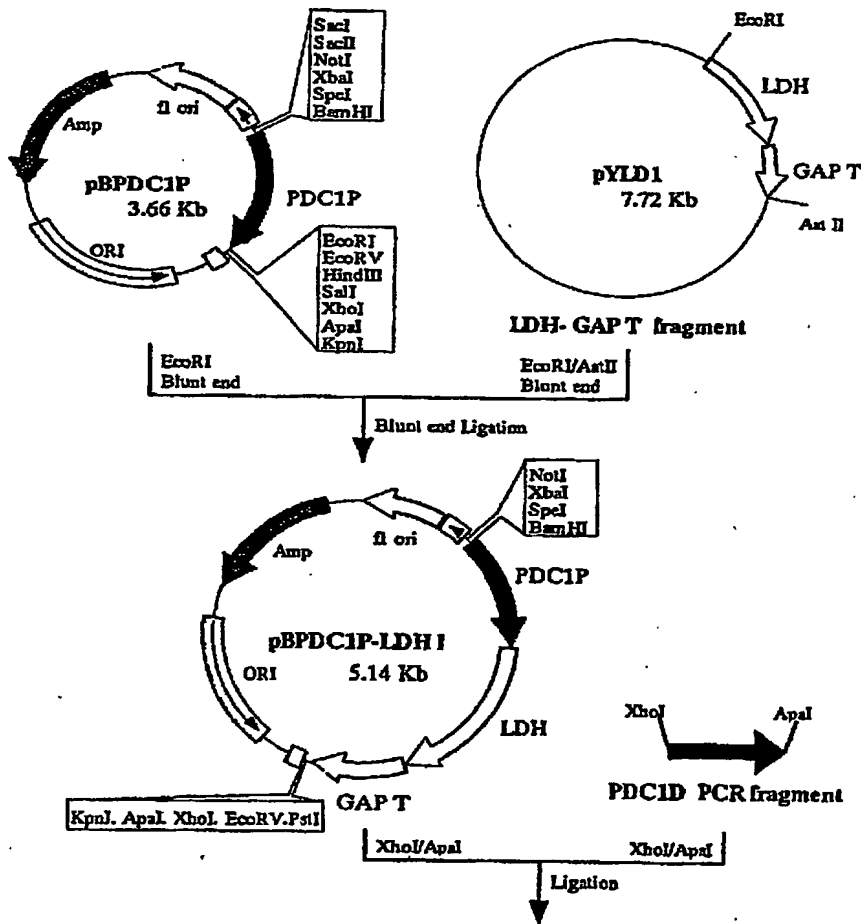 SacI
SacII
NotI
XbaI
SpeI
BamHI
f1 ori
Amp
pBPDC1P
3.66 Kb
PDC1P
ORI
EcoRI
EcoRV
HindIII
SalI
XhoI
ApaI
KpnI
EcoRI
LDH
pYLD1
7.72 Kb
GAP T
Aat II
LDH-GAP T fragment
EcoRI
Blunt end
EcoRI/AatII
Blunt end
Blunt end Ligation
NotI
XbaI
SpeI
BamHI
f1 ori
Amp
PDC1P
pBPDC1P-LDH I
5.14 Kb
ORI
LDH
GAP T
KpnI. ApaI. XhoI. EcoRV.PstI
XhoI
ApaI
PDC1D PCR fragment
XhoI/ApaI
XhoI/ApaI
Ligation